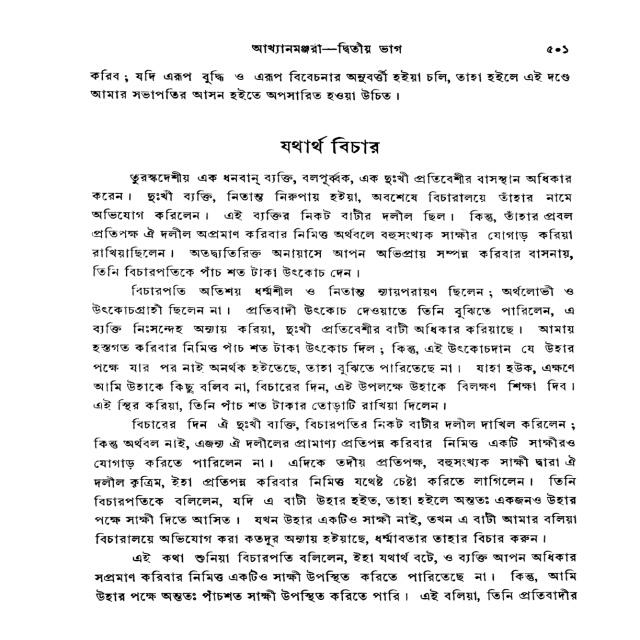 আখ্যানমঞ্জরী—দ্বিতীয় ভাগ ৫০১
করিব ; যদি এরূপ বুদ্ধি ও এরূপ বিবেচনার অনুবর্ত্তী হইয়া চলি, তাহা হইলে এই দণ্ডে
আমার সভাপতির আসন হইতে অপসারিত হওয়া উচিত ।
যথার্থ বিচার
তুরস্কদেশীয় এক ধনবান্ ব্যক্তি, বলপূর্ব্বক, এক দুঃখী প্রতিবেশীর বাসস্থান অধিকার
করেন । দুঃখী ব্যক্তি, নিতান্ত নিরুপায় হইয়া, অবশেষে বিচারালয়ে তাঁহার নামে
অভিযোগ করিলেন । এই ব্যক্তির নিকট বাটীর দলীল ছিল । কিন্তু, তাঁহার প্রবল
প্রতিপক্ষ ঐ দলীল অপ্রমাণ করিবার নিমিত্ত অর্থবলে বহুসংখ্যক সাক্ষীর যোগাড় করিয়া
রাখিয়াছিলেন । অতদ্ব্যতিরিক্ত অনায়াসে আপন অভিপ্রায় সম্পন্ন করিবার বাসনায়,
তিনি বিচারপতিকে পাঁচ শত টাকা উৎকোচ দেন ।
বিচারপতি অতিশয় ধর্ম্মশীল ও নিতান্ত ন্যায়পরায়ণ ছিলেন ; অর্থলোভী ও
উৎকোচগ্রাহী ছিলেন না । প্রতিবাদী উৎকোচ দেওয়াতে তিনি বুঝিতে পারিলেন, এ
ব্যক্তি নিঃসন্দেহ অন্যায় করিয়া, দুঃখী প্রতিবেশীর বাটী অধিকার করিয়াছে । আমায়
হস্তগত করিবার নিমিত্ত পাঁচ শত টাকা উৎকোচ দিল ; কিন্তু, এই উৎকোচদান যে উহার
পক্ষে যার পর নাই অনর্থক হইতেছে, তাহা বুঝিতে পারিতেছে না । যাহা হউক, এক্ষণে
আমি উহাকে কিছু বলিব না, বিচারের দিন, এই উপলক্ষে উহাকে বিলক্ষণ শিক্ষা দিব ।
এই স্থির করিয়া, তিনি পাঁচ শত টাকার তোড়াটি রাখিয়া দিলেন ।
বিচারের দিন ঐ দুঃখী ব্যক্তি, বিচারপতির নিকট বাটীর দলীল দাখিল করিলেন ;
কিন্তু অর্থবল নাই, এজন্য ঐ দলীলের প্রামাণ্য প্রতিপন্ন করিবার নিমিত্ত একটি সাক্ষীরও
যোগাড় করিতে পারিলেন না । এদিকে তদীয় প্রতিপক্ষ, বহুসংখ্যক সাক্ষী দ্বারা ঐ
দলীল কৃত্রিম, ইহা প্রতিপন্ন করিবার নিমিত্ত যথেষ্ট চেষ্টা করিতে লাগিলেন । তিনি
বিচারপতিকে বলিলেন, যদি এ বাটী উহার হইত, তাহা হইলে অন্ততঃ একজনও উহার
পক্ষে সাক্ষী দিতে আসিত । যখন উহার একটিও সাক্ষী নাই, তখন এ বাটী আমার বলিয়া
বিচারালয়ে অভিযোগ করা কতদূর অন্যায় হইয়াছে, ধর্ম্মাবতার তাহার বিচার করুন ।
এই কথা শুনিয়া বিচারপতি বলিলেন, ইহা যথার্থ বটে, ও ব্যক্তি আপন অধিকার
সপ্রমাণ করিবার নিমিত্ত একটিও সাক্ষী উপস্থিত করিতে পারিতেছে না । কিন্তু, আমি
উহার পক্ষে অন্ততঃ পাঁচশত সাক্ষী উপস্থিত করিতে পারি । এই বলিয়া, তিনি প্রতিবাদীর